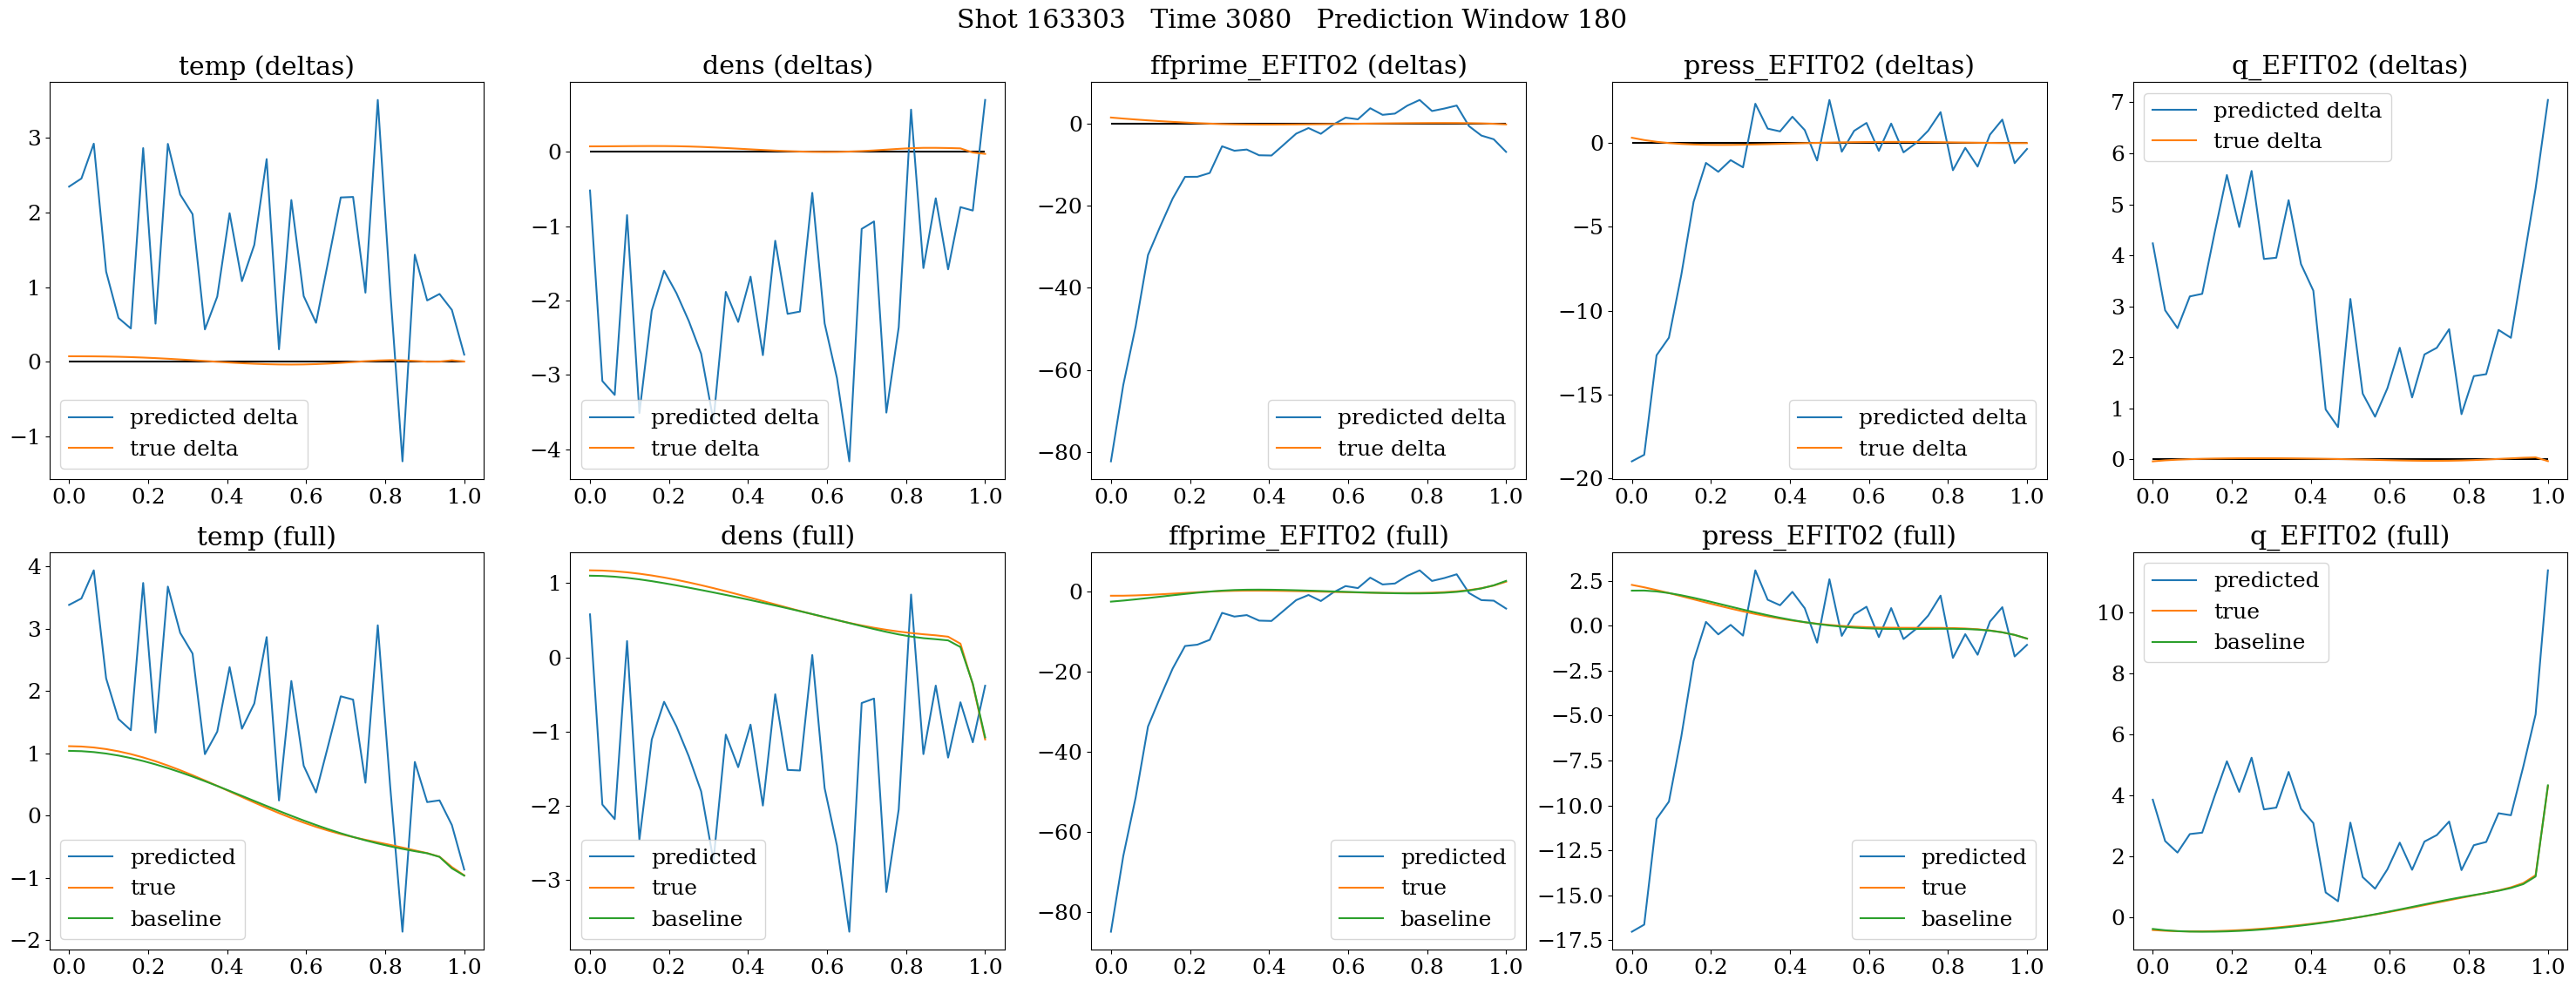 Shot 163303   Time 3080   Prediction Window 180
temp (deltas)
3
2
1
0
−1
0.0 0.2 0.4 0.6 0.8 1.0
predicted delta
true delta
dens (deltas)
0
−1
−2
−3
−4
0.0 0.2 0.4 0.6 0.8 1.0
predicted delta
true delta
ffprime_EFIT02 (deltas)
0
−20
−40
−60
−80
0.0 0.2 0.4 0.6 0.8 1.0
predicted delta
true delta
press_EFIT02 (deltas)
0
−5
−10
−15
−20
0.0 0.2 0.4 0.6 0.8 1.0
predicted delta
true delta
q_EFIT02 (deltas)
7
6
5
4
3
2
1
0
0.0 0.2 0.4 0.6 0.8 1.0
predicted delta
true delta
temp (full)
4
3
2
1
0
−1
−2
0.0 0.2 0.4 0.6 0.8 1.0
predicted
true
baseline
dens (full)
1
0
−1
−2
−3
0.0 0.2 0.4 0.6 0.8 1.0
predicted
true
baseline
ffprime_EFIT02 (full)
0
−20
−40
−60
−80
0.0 0.2 0.4 0.6 0.8 1.0
predicted
true
baseline
press_EFIT02 (full)
2.5
0.0
−2.5
−5.0
−7.5
−10.0
−12.5
−15.0
−17.5
0.0 0.2 0.4 0.6 0.8 1.0
predicted
true
baseline
q_EFIT02 (full)
10
8
6
4
2
0
0.0 0.2 0.4 0.6 0.8 1.0
predicted
true
baseline